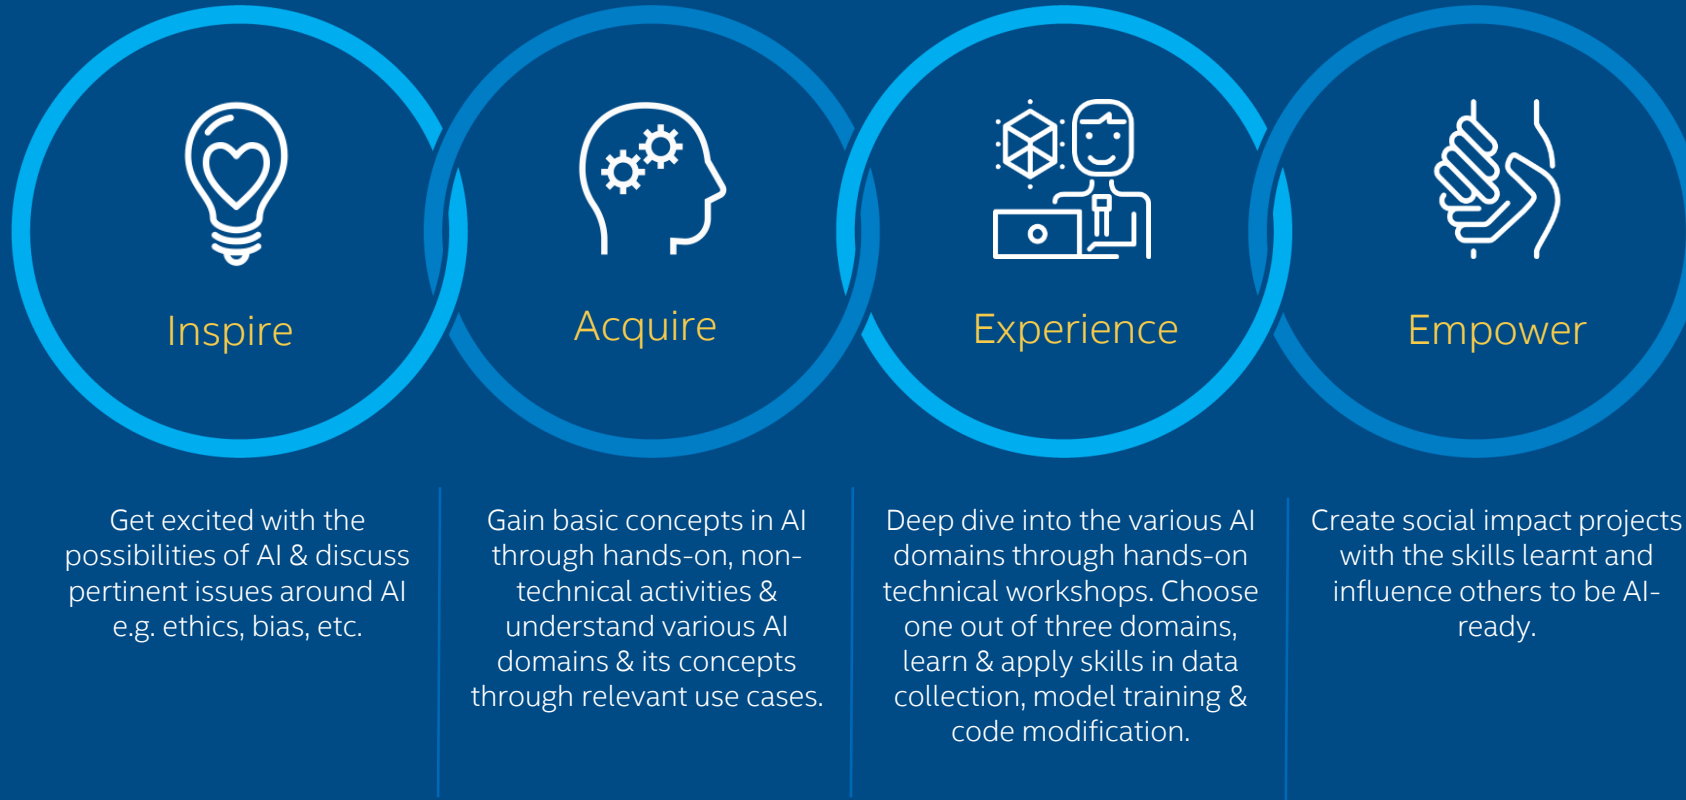 Inspire
Get excited with the
possibilities of AI & discuss
pertinent issues around AI
e.g. ethics, bias, etc.
Acquire
Gain basic concepts in AI
through hands-on, non-
technical activities &
understand various AI
domains & its concepts
through relevant use cases.
Experience
Deep dive into the various AI
domains through hands-on
technical workshops. Choose
one out of three domains,
learn & apply skills in data
collection, model training &
code modification.
Empower
Create social impact projects
with the skills learnt and
influence others to be AI-
ready.